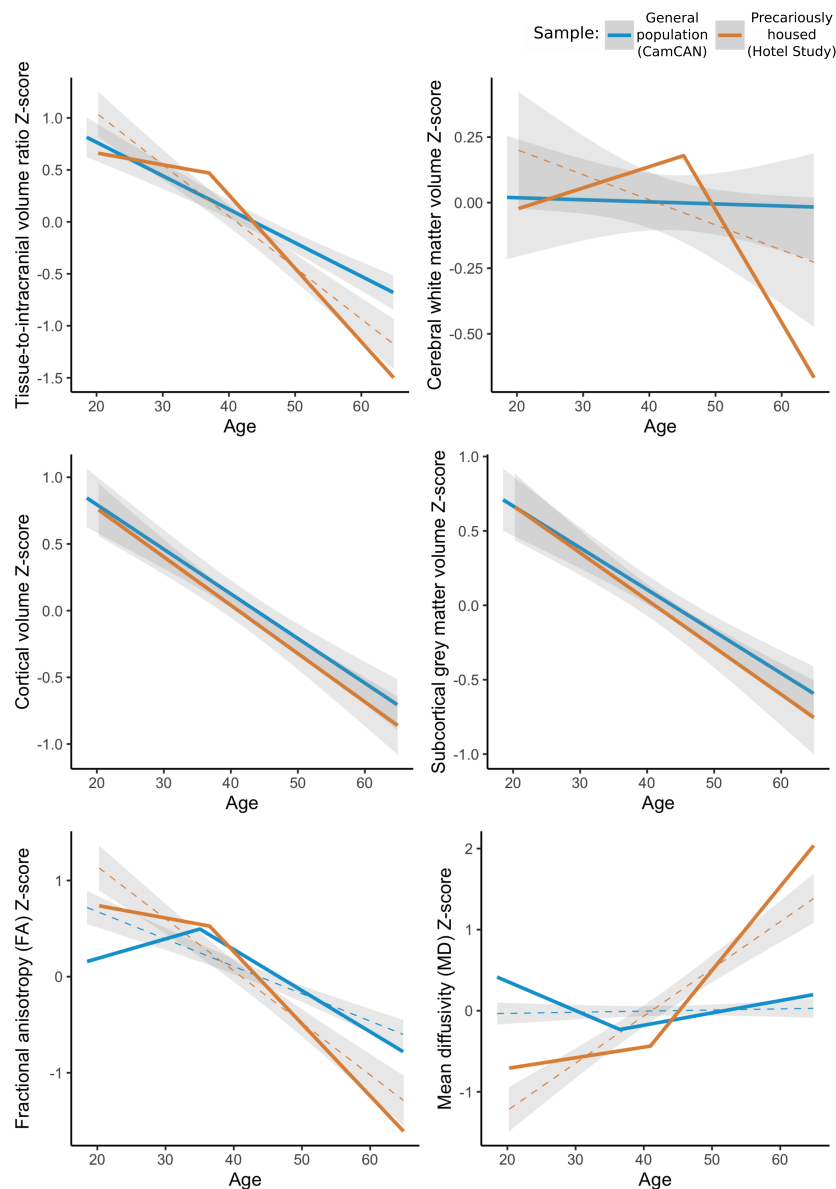 Sample:
General
population
(CamCAN)
Precariously
housed
(Hotel Study)
Tissue-to-intracranial volume ratio Z-score
1.0
0.5
0.0
-0.5
-1.0
-1.5
20 30 40 50 60
Age
Cerebral white matter volume Z-score
0.25
0.00
-0.25
-0.50
20 30 40 50 60
Age
Cortical volume Z-score
1.0
0.5
0.0
-0.5
-1.0
20 30 40 50 60
Age
Subcortical grey matter volume Z-score
1.0
0.5
0.0
-0.5
-1.0
20 30 40 50 60
Age
Fractional anisotropy (FA) Z-score
1
0
-1
20 30 40 50 60
Age
Mean diffusivity (MD) Z-score
2
1
0
-1
20 30 40 50 60
Age